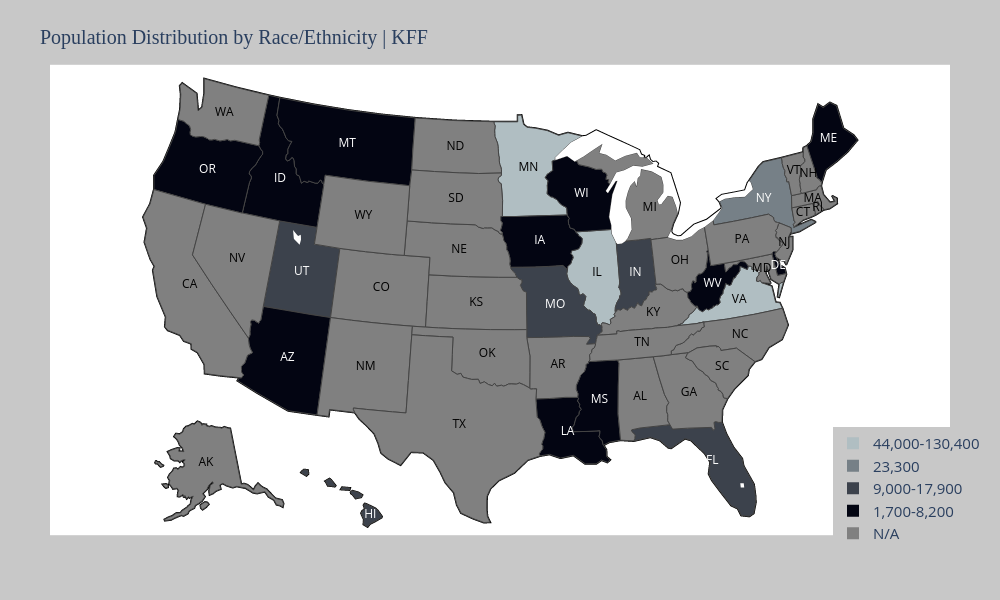 Population Distribution by Race/Ethnicity | KFF
WA
MT
ND
MN
ME
OR
ID
SD
WI
VT
NH
WY
MI
NY
MA
CT
RI
NE
IA
PA
NJ
NV
UT
IL
IN
OH
MD
DE
CA
CO
KS
MO
WV
VA
KY
AZ
NM
OK
AR
TN
NC
SC
MS
AL
GA
TX
LA
FL
AK
HI
44,000-130,400
23,300
9,000-17,900
1,700-8,200
N/A